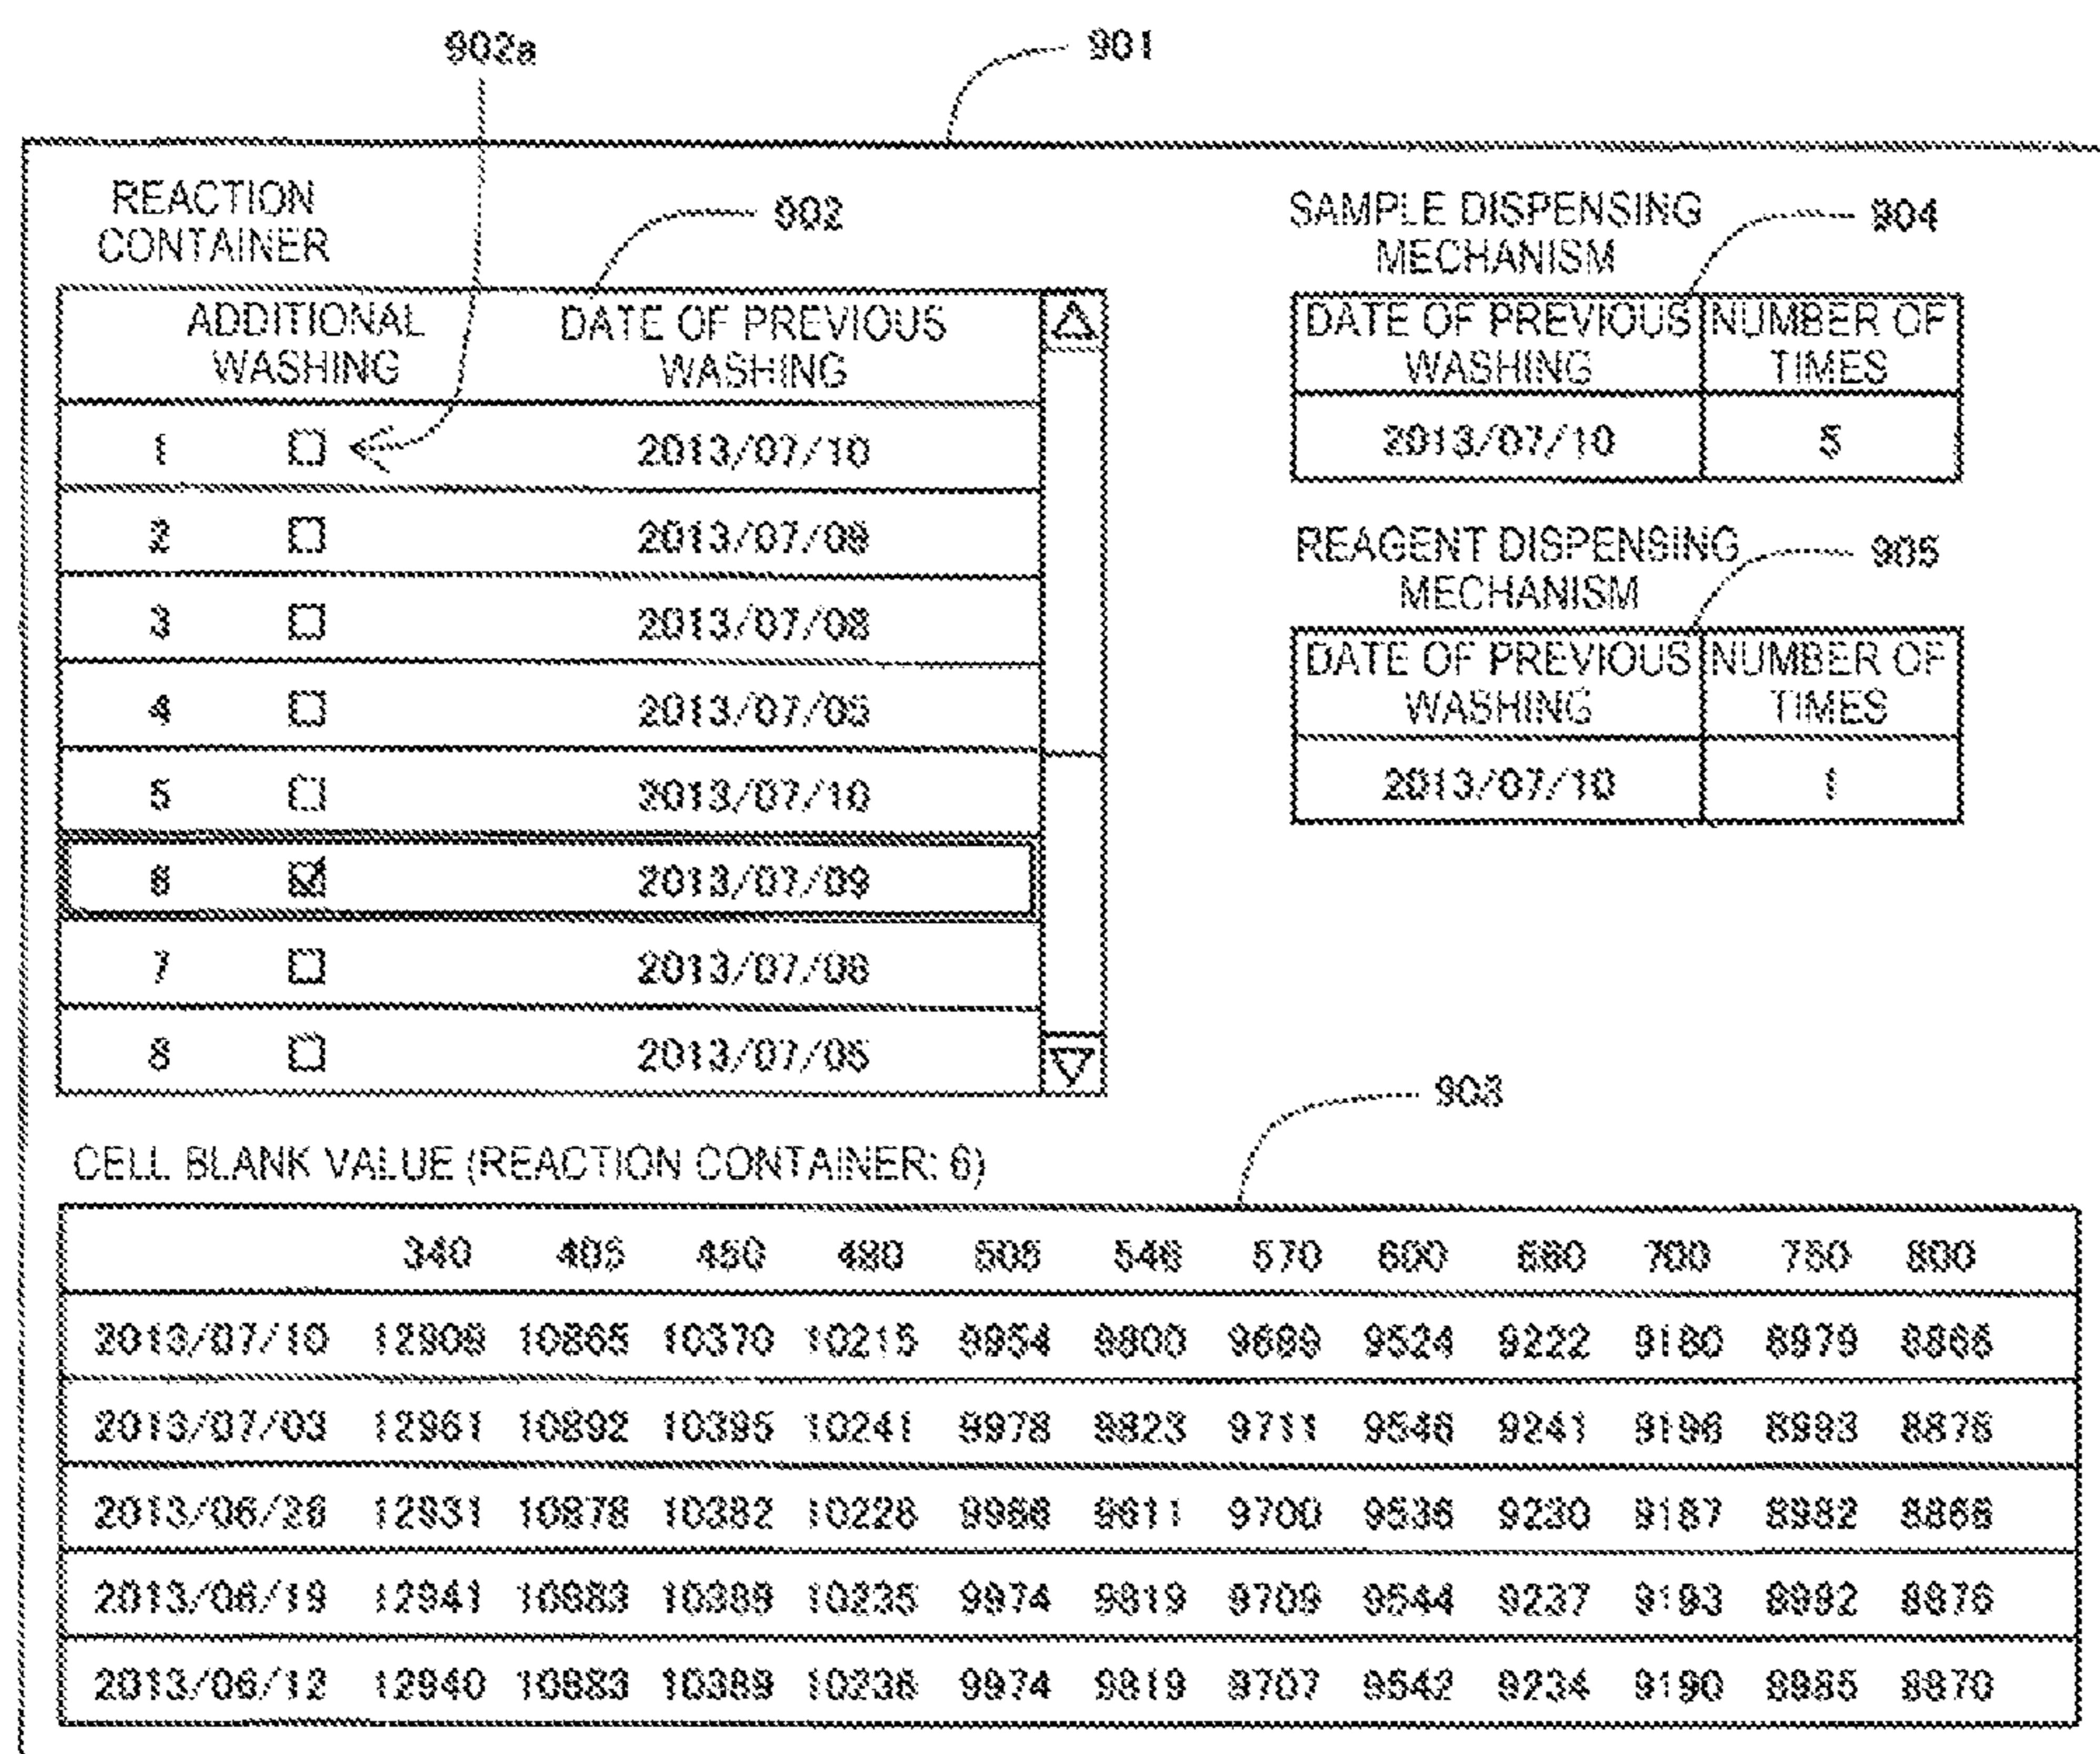 902a
901
REACTION
CONTAINER
902
ADDITIONAL
WASHING
DATE OF PREVIOUS
WASHING
1 2013/07/10
2 2013/07/08
3 2013/07/08
4 2013/07/05
5 2013/07/10
6 2013/07/09
7 2013/07/06
8 2013/07/05
SAMPLE DISPENSING
MECHANISM
904
DATE OF PREVIOUS
WASHING
NUMBER OF
TIMES
2013/07/10 5
REAGENT DISPENSING
MECHANISM
905
DATE OF PREVIOUS
WASHING
NUMBER OF
TIMES
2013/07/10 1
903
CELL BLANK VALUE (REACTION CONTAINER: 6)
340 405 450 480 505 546 570 600 660 700 750 800
2013/07/10 12909 10865 10370 10215 9954 9800 9689 9524 9222 9180 8979 8866
2013/07/03 12961 10892 10395 10241 9978 9823 9711 9546 9241 9196 8993 8876
2013/06/26 12931 10878 10382 10228 9966 9811 9700 9536 9230 9187 8982 8868
2013/06/19 12941 10883 10389 10235 9974 9819 9709 9544 9237 9193 8992 8876
2013/06/12 12940 10883 10389 10236 9974 9819 9707 9542 9234 9190 8985 8870